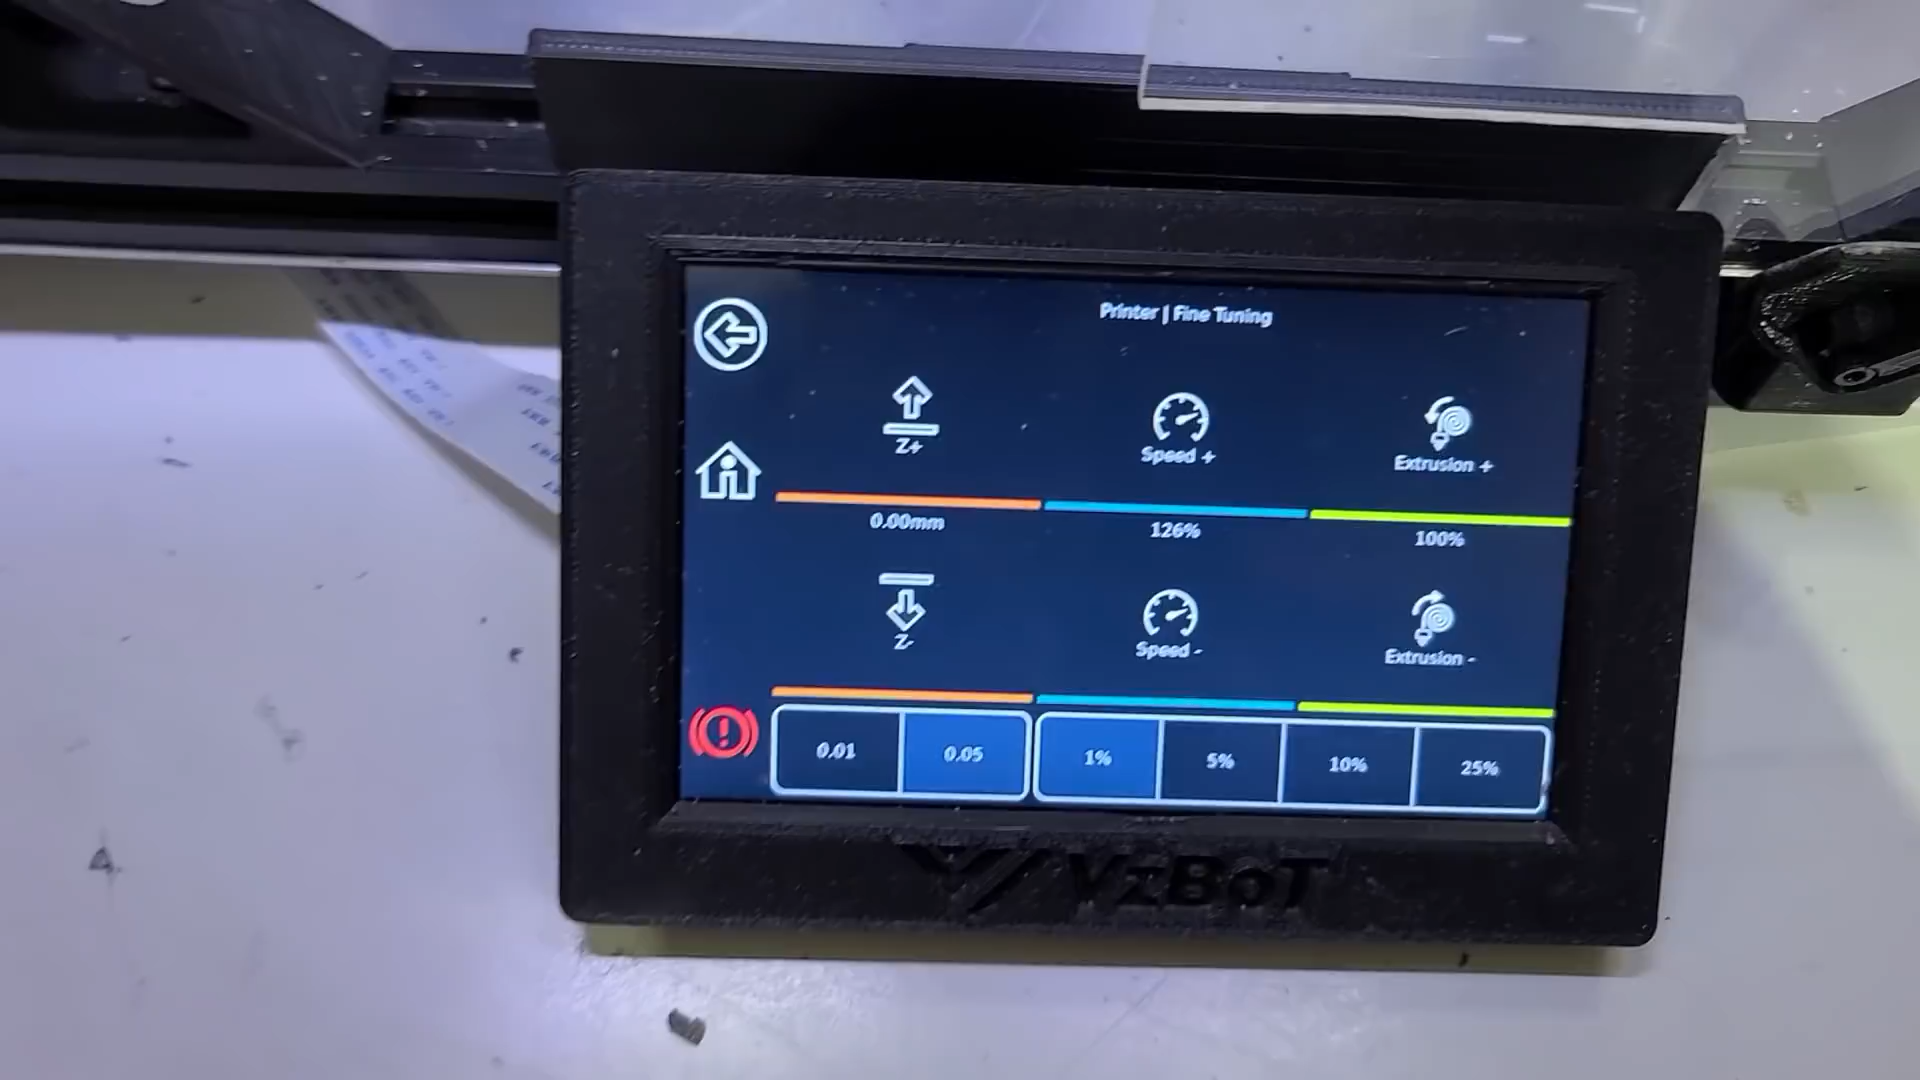 Printer | Fine Tuning
Z+
Speed +
Extrusion +
0.00mm
126%
100%
Z-
Speed -
Extrusion -
0.01
0.05
1%
5%
10%
25%
VzBoT